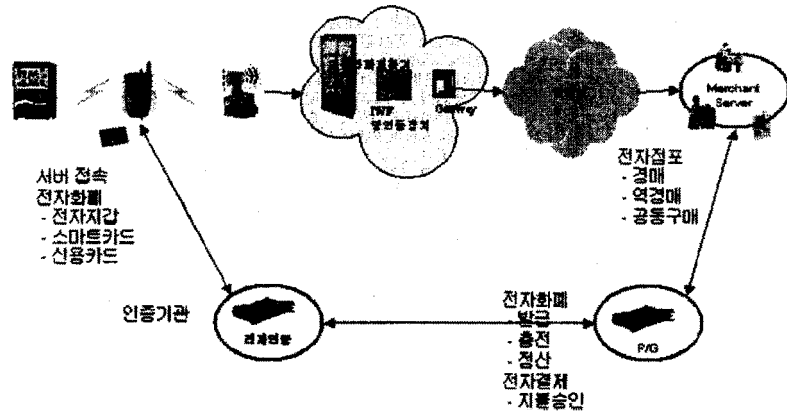 IWF
Gateway
Merchant
Server
서버 접속
전자화폐
- 전자지갑
- 스마트카드
- 신용카드
전자점포
- 경매
- 역경매
- 공동구매
인증기관
전자화폐
- 발급
- 충전
- 정산
전자결제
- 지불승인
P/G